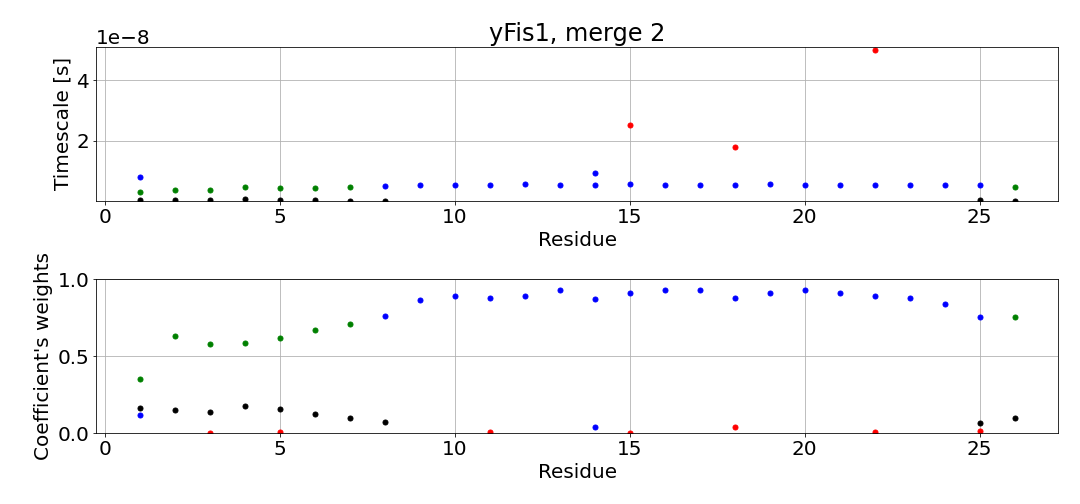 yFis1, merge 2
1e−8
Timescale [s]
4
2
0 5 10 15 20 25
Residue
Coefficient's weights
1.0
0.5
0.0
0 5 10 15 20 25
Residue